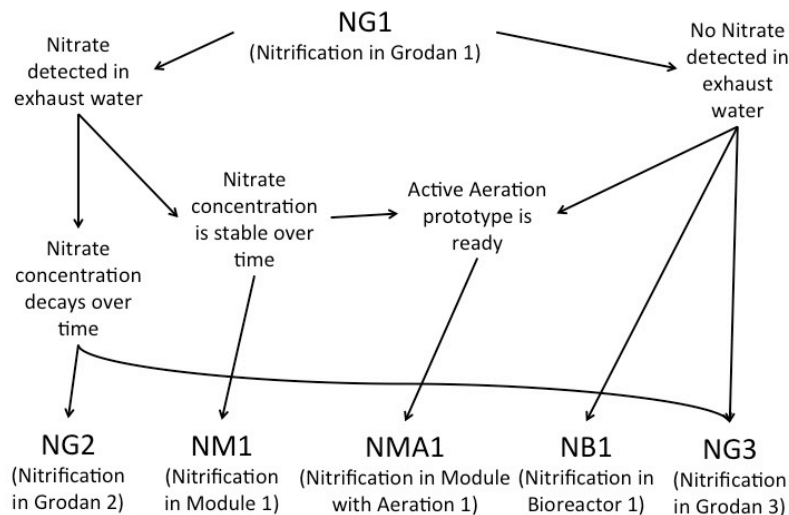 NG1
(Nitrification in Grodan 1)
Nitrate
detected in
exhaust water
No Nitrate
detected in
exhaust
water
Nitrate
concentration
is stable over
time
Active Aeration
prototype is
ready
Nitrate
concentration
decays over
time
NG2
(Nitrification
in Grodan 2)
NM1
(Nitrification
in Module 1)
NMA1
(Nitrification in Module
with Aeration 1)
NB1
(Nitrification in
Bioreactor 1)
NG3
(Nitrification
in Grodan 3)